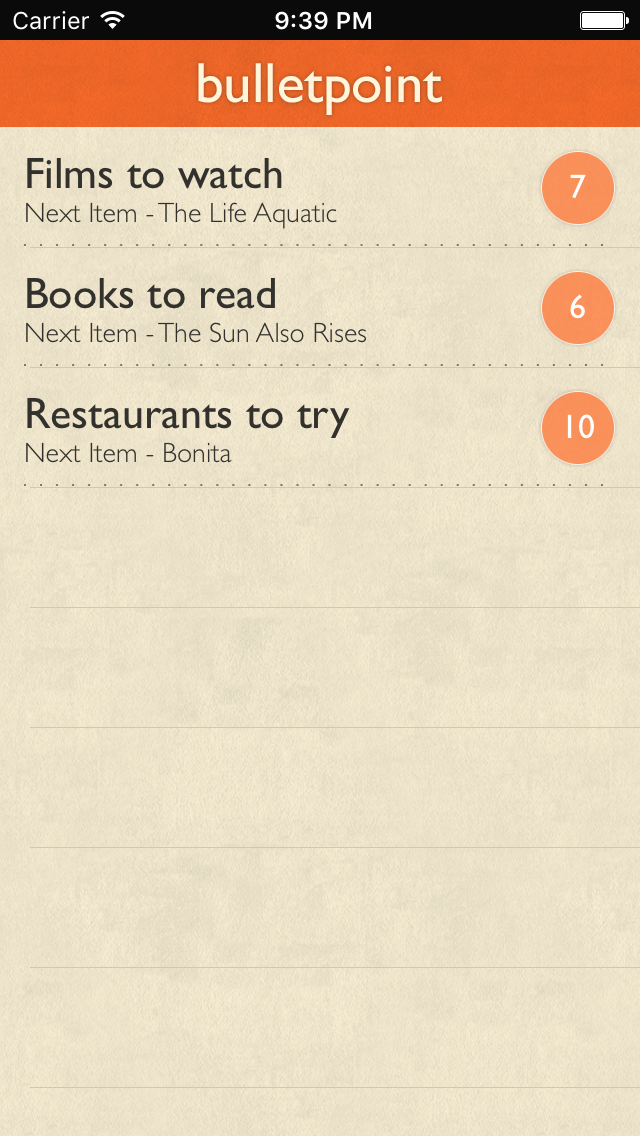 Carrier 9:39 PM
bulletpoint
Films to watch
Next Item - The Life Aquatic
7
Books to read
Next Item - The Sun Also Rises
6
Restaurants to try
Next Item - Bonita
10